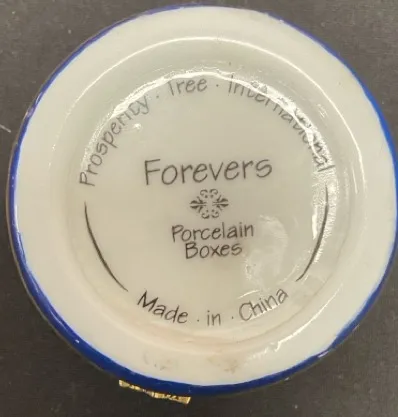 Prosperity · Tree · International
Forevers
Porcelain
Boxes
Made · in · China